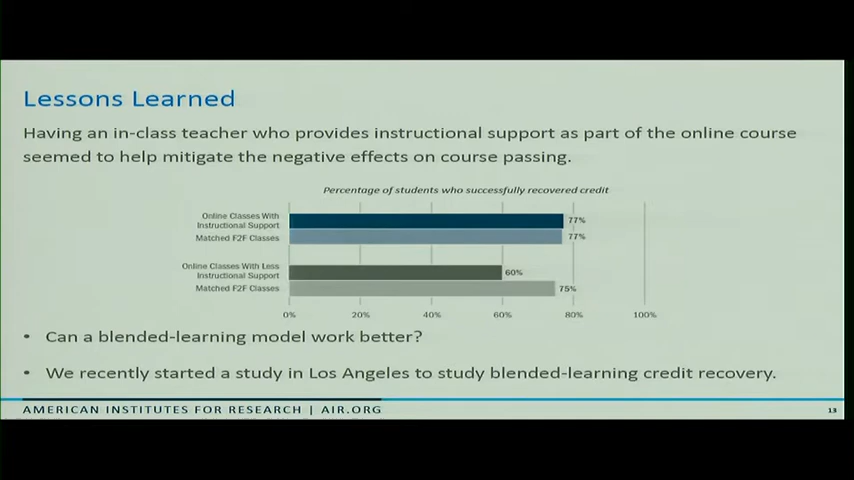 Lessons Learned
Having an in-class teacher who provides instructional support as part of the online course
seemed to help mitigate the negative effects on course passing.
Percentage of students who successfully recovered credit
Online Classes With
Instructional Support
77%
Matched F2F Classes
77%
Online Classes With Less
Instructional Support
60%
Matched F2F Classes
75%
0% 20% 40% 60% 80% 100%
• Can a blended-learning model work better?
• We recently started a study in Los Angeles to study blended-learning credit recovery.
AMERICAN INSTITUTES FOR RESEARCH | AIR.ORG
13